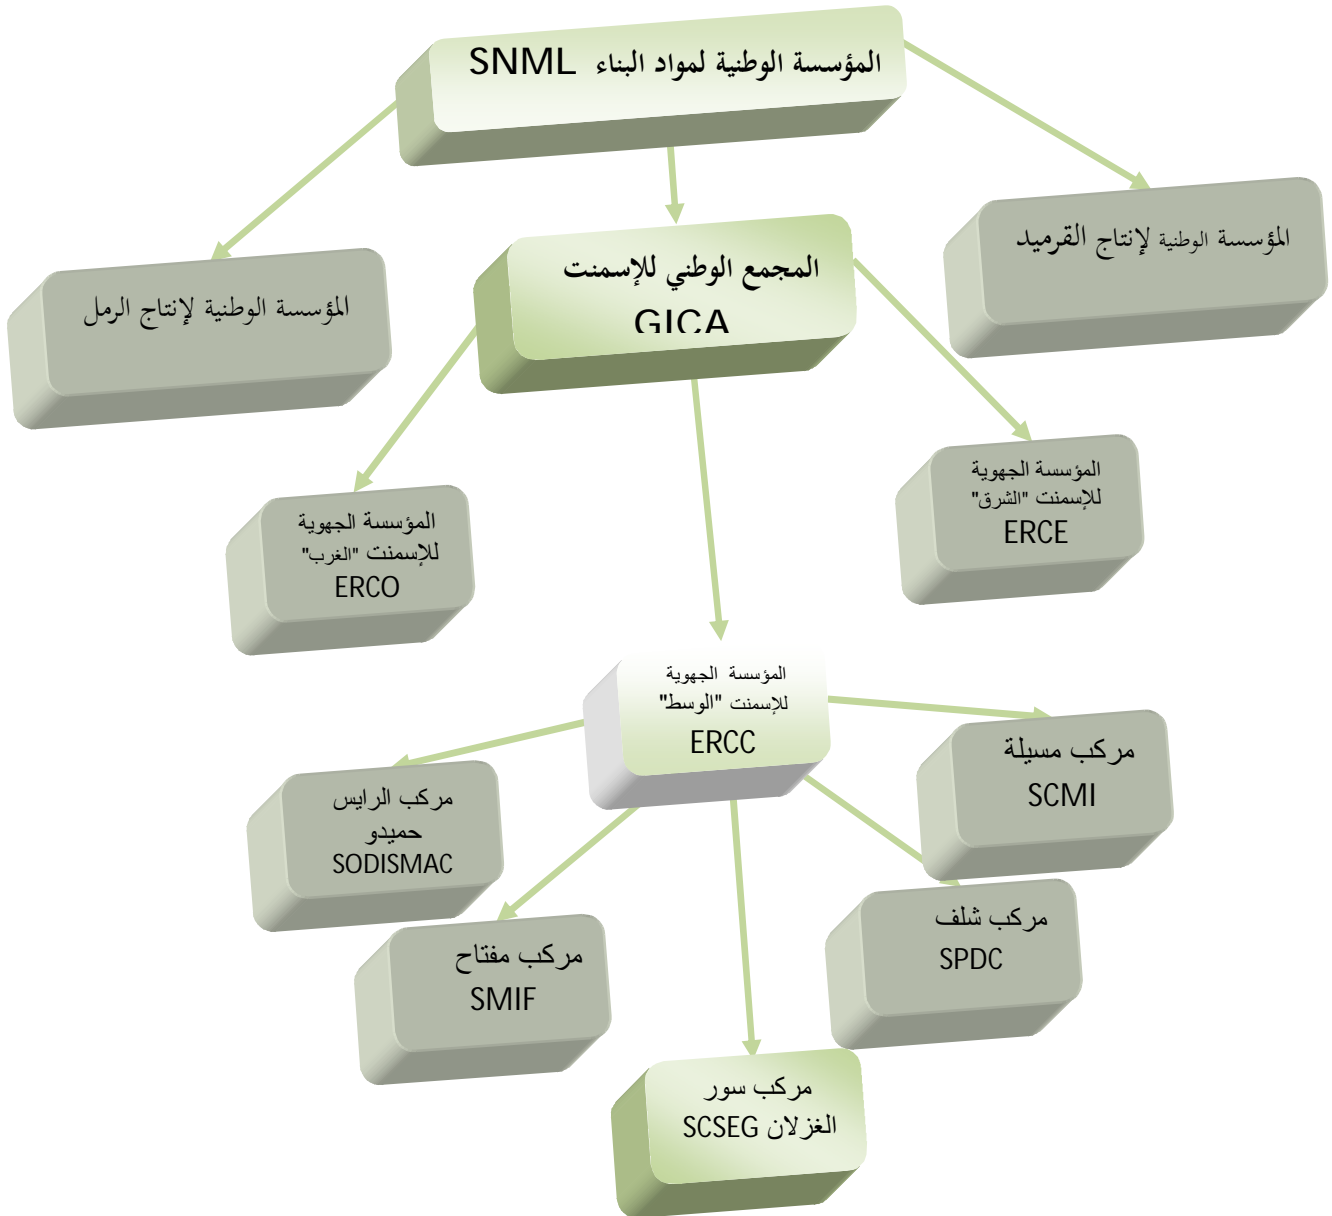 المؤسسة الوطنية لمواد البناء SNML
المؤسسة الوطنية لإنتاج القرميد
المجمع الوطني للإسمنت
GICA
المؤسسة الوطنية لإنتاج الرمل
المؤسسة الجهوية
للإسمنت "الشرق"
ERCE
المؤسسة الجهوية
للإسمنت "الغرب"
ERCO
المؤسسة الجهوية
للإسمنت "الوسط"
ERCC
مركب مسيلة
SCMI
مركب الرايس
حميدو
SODISMAC
مركب شلف
SPDC
مركب مفتاح
SMIF
مركب سور
الغزلان SCSEG